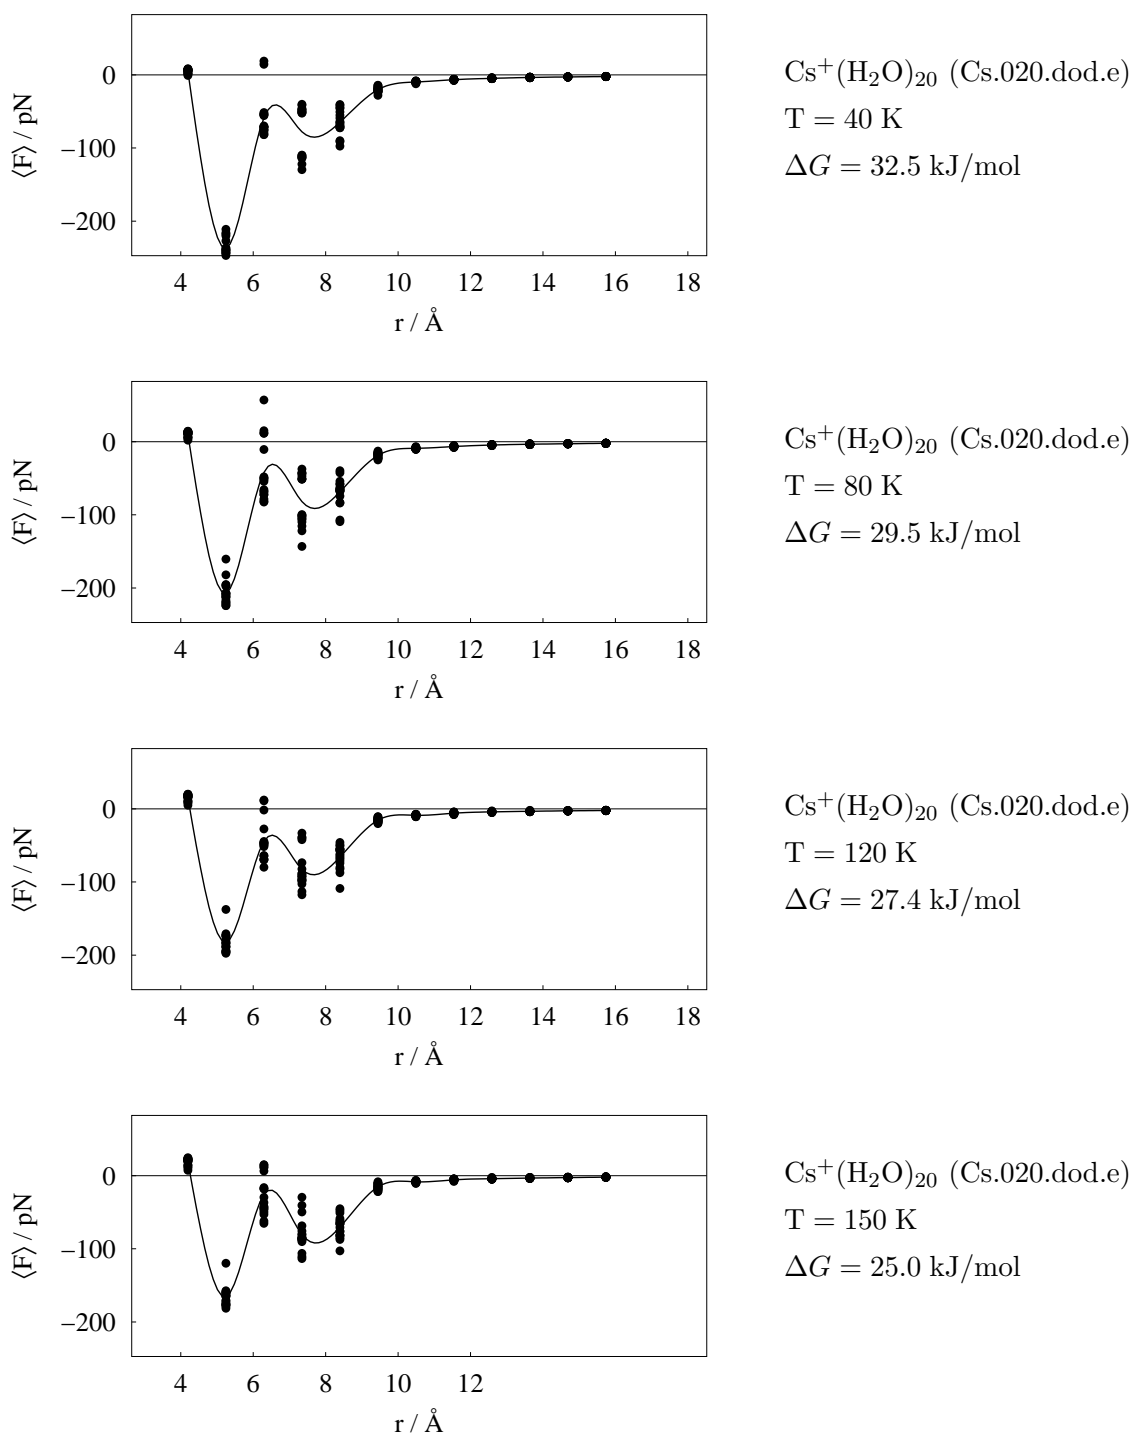 0
−100
−200
⟨F⟩ / pN
4 6 8 10 12 14 16 18
r / Å
Cs⁺(H₂O)₂₀ (Cs.020.dod.e)
T = 40 K
ΔG = 32.5 kJ/mol
0
−100
−200
⟨F⟩ / pN
4 6 8 10 12 14 16 18
r / Å
Cs⁺(H₂O)₂₀ (Cs.020.dod.e)
T = 80 K
ΔG = 29.5 kJ/mol
0
−100
−200
⟨F⟩ / pN
4 6 8 10 12 14 16 18
r / Å
Cs⁺(H₂O)₂₀ (Cs.020.dod.e)
T = 120 K
ΔG = 27.4 kJ/mol
0
−100
−200
⟨F⟩ / pN
4 6 8 10 12
r / Å
Cs⁺(H₂O)₂₀ (Cs.020.dod.e)
T = 150 K
ΔG = 25.0 kJ/mol